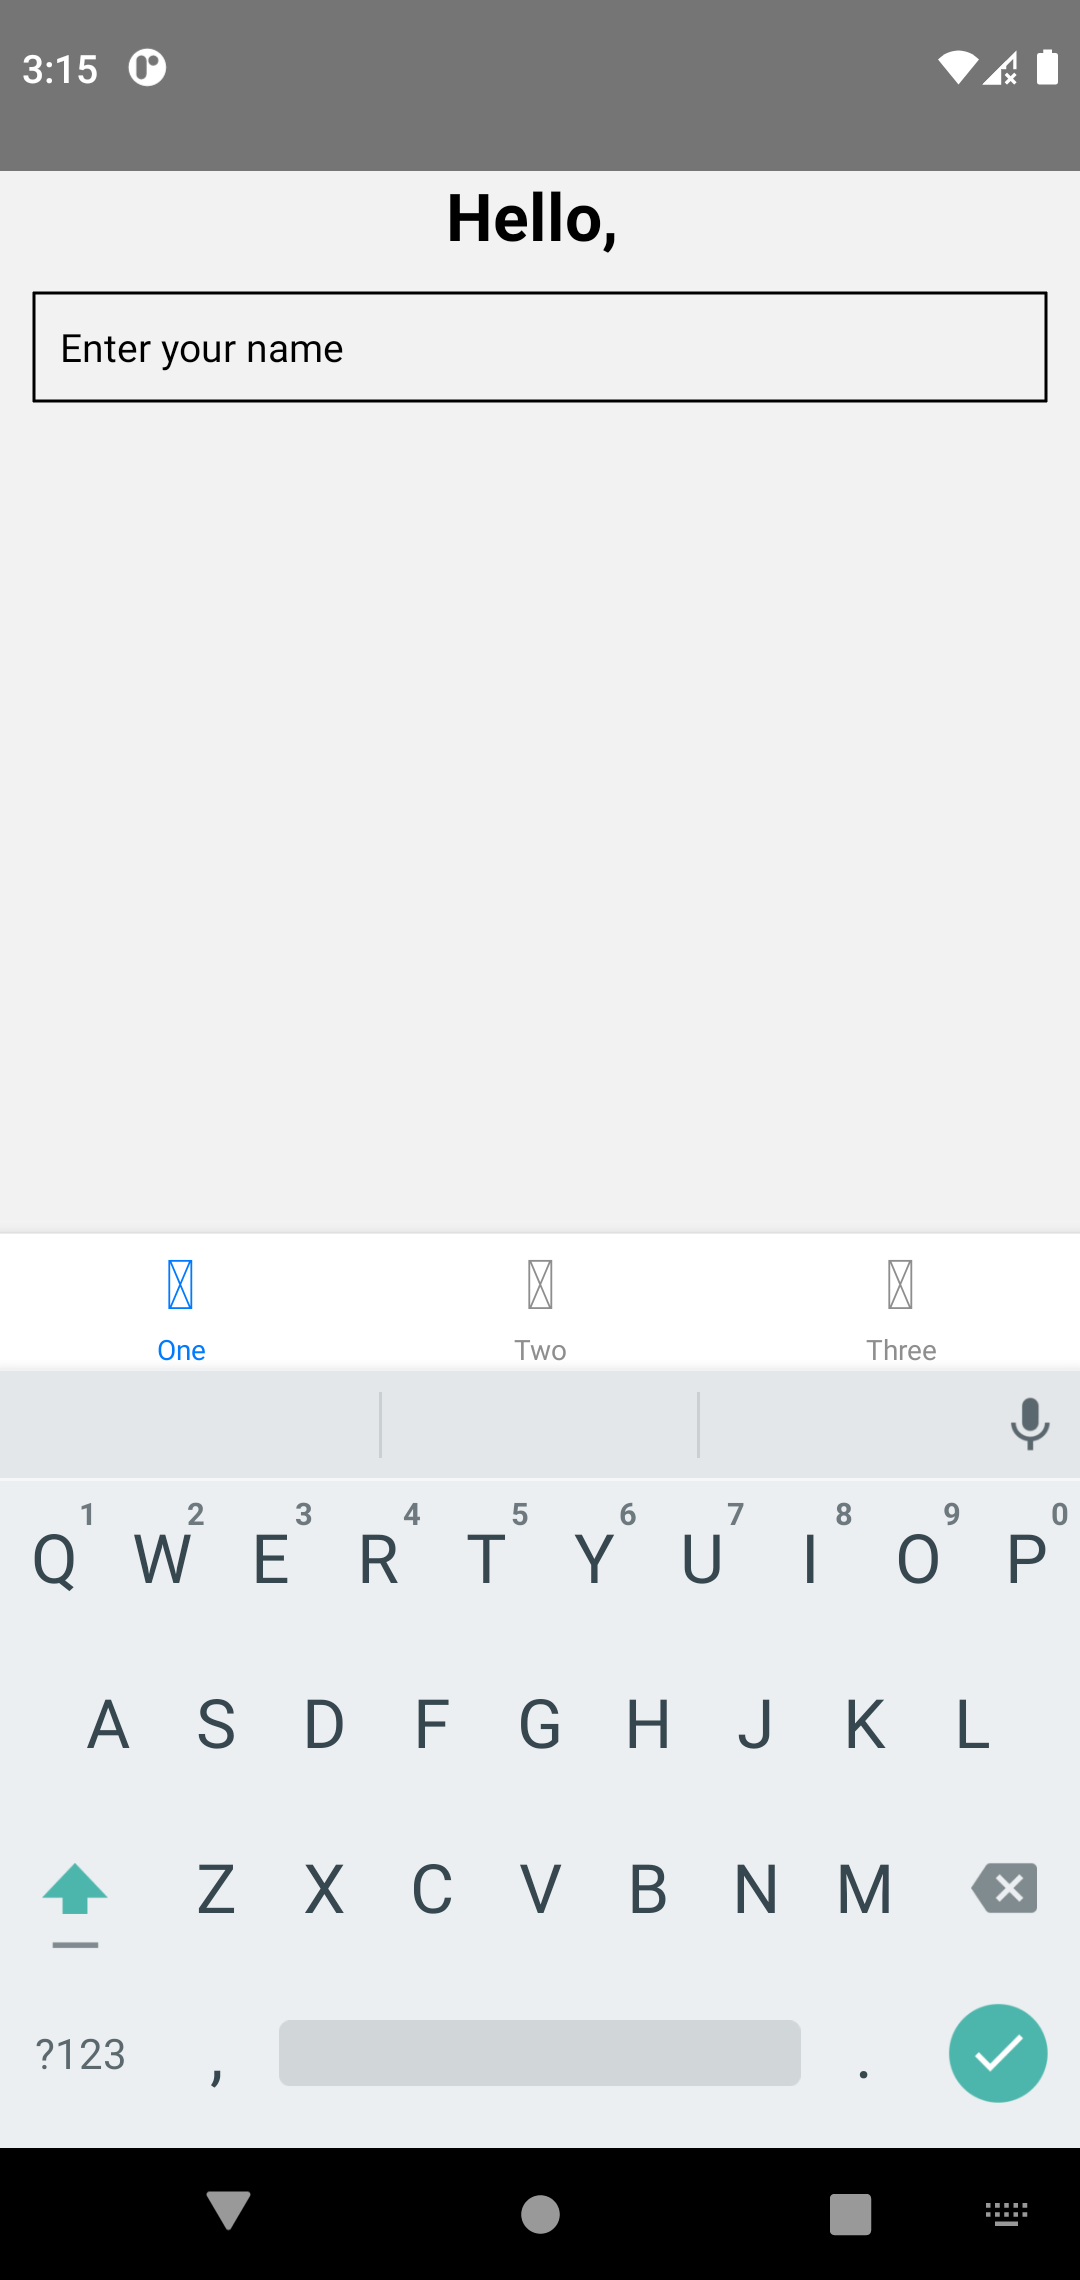 3:15
Hello,
Enter your name
One Two Three
1 2 3 4 5 6 7 8 9 0
Q W E R T Y U I O P
A S D F G H J K L
Z X C V B N M
?123 , .